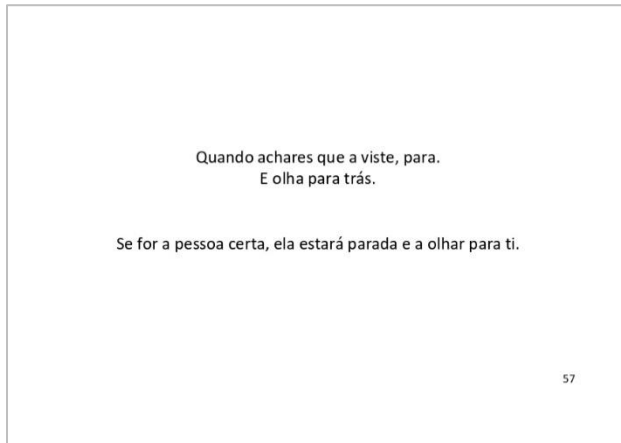 Quando achares que a viste, para.
E olha para trás.
Se for a pessoa certa, ela estará parada e a olhar para ti.
57